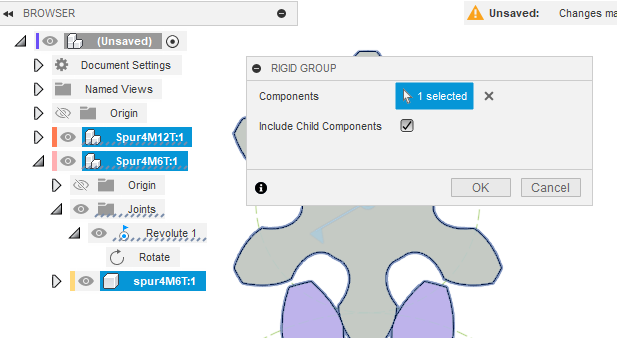 BROWSER
Unsaved: Changes ma
(Unsaved)
Document Settings
RIGID GROUP
Named Views
Components 1 selected
Origin
Include Child Components
Spur4M12T:1
Spur4M6T:1
Origin
OK Cancel
Joints
Revolute 1
Rotate
spur4M6T:1